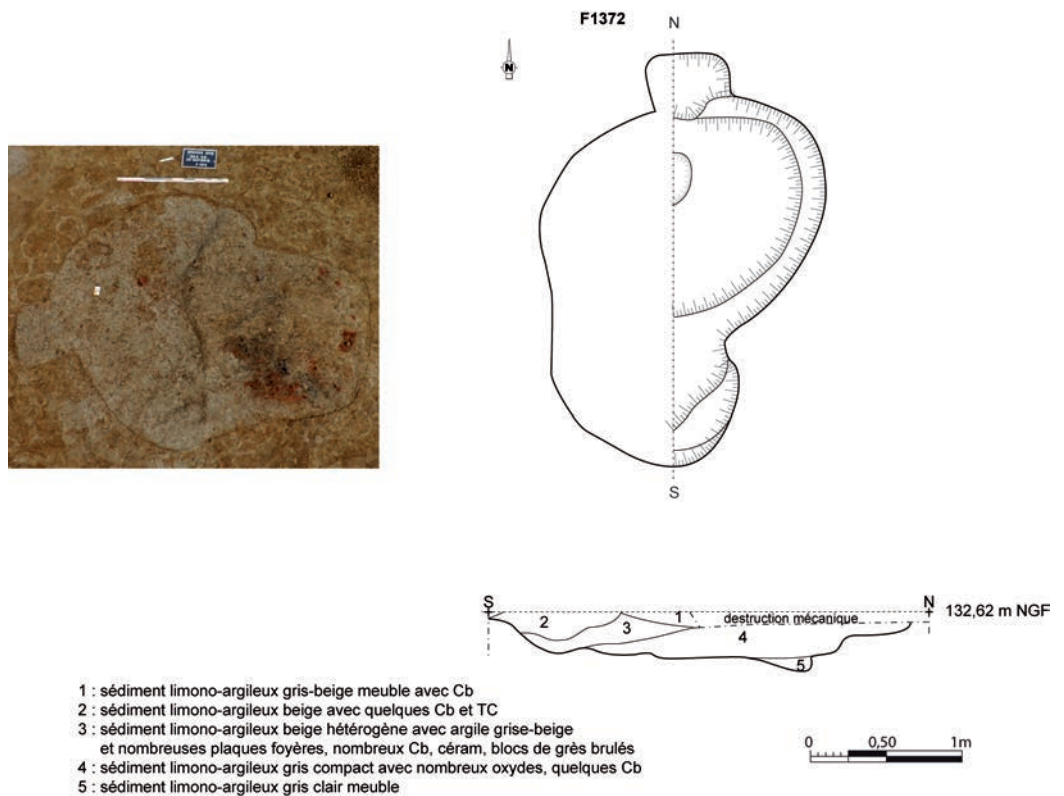 F1372
N
N
S
S
N
132,62 m NGF
2
3
1
destruction mécanique
4
5
1 : sédiment limono-argileux gris-beige meuble avec Cb
2 : sédiment limono-argileux beige avec quelques Cb et TC
3 : sédiment limono-argileux beige hétérogène avec argile grise-beige
et nombreuses plaques foyères, nombreux Cb, céram, blocs de grès brulés
4 : sédiment limono-argileux gris compact avec nombreux oxydes, quelques Cb
5 : sédiment limono-argileux gris clair meuble
0 0,50 1m